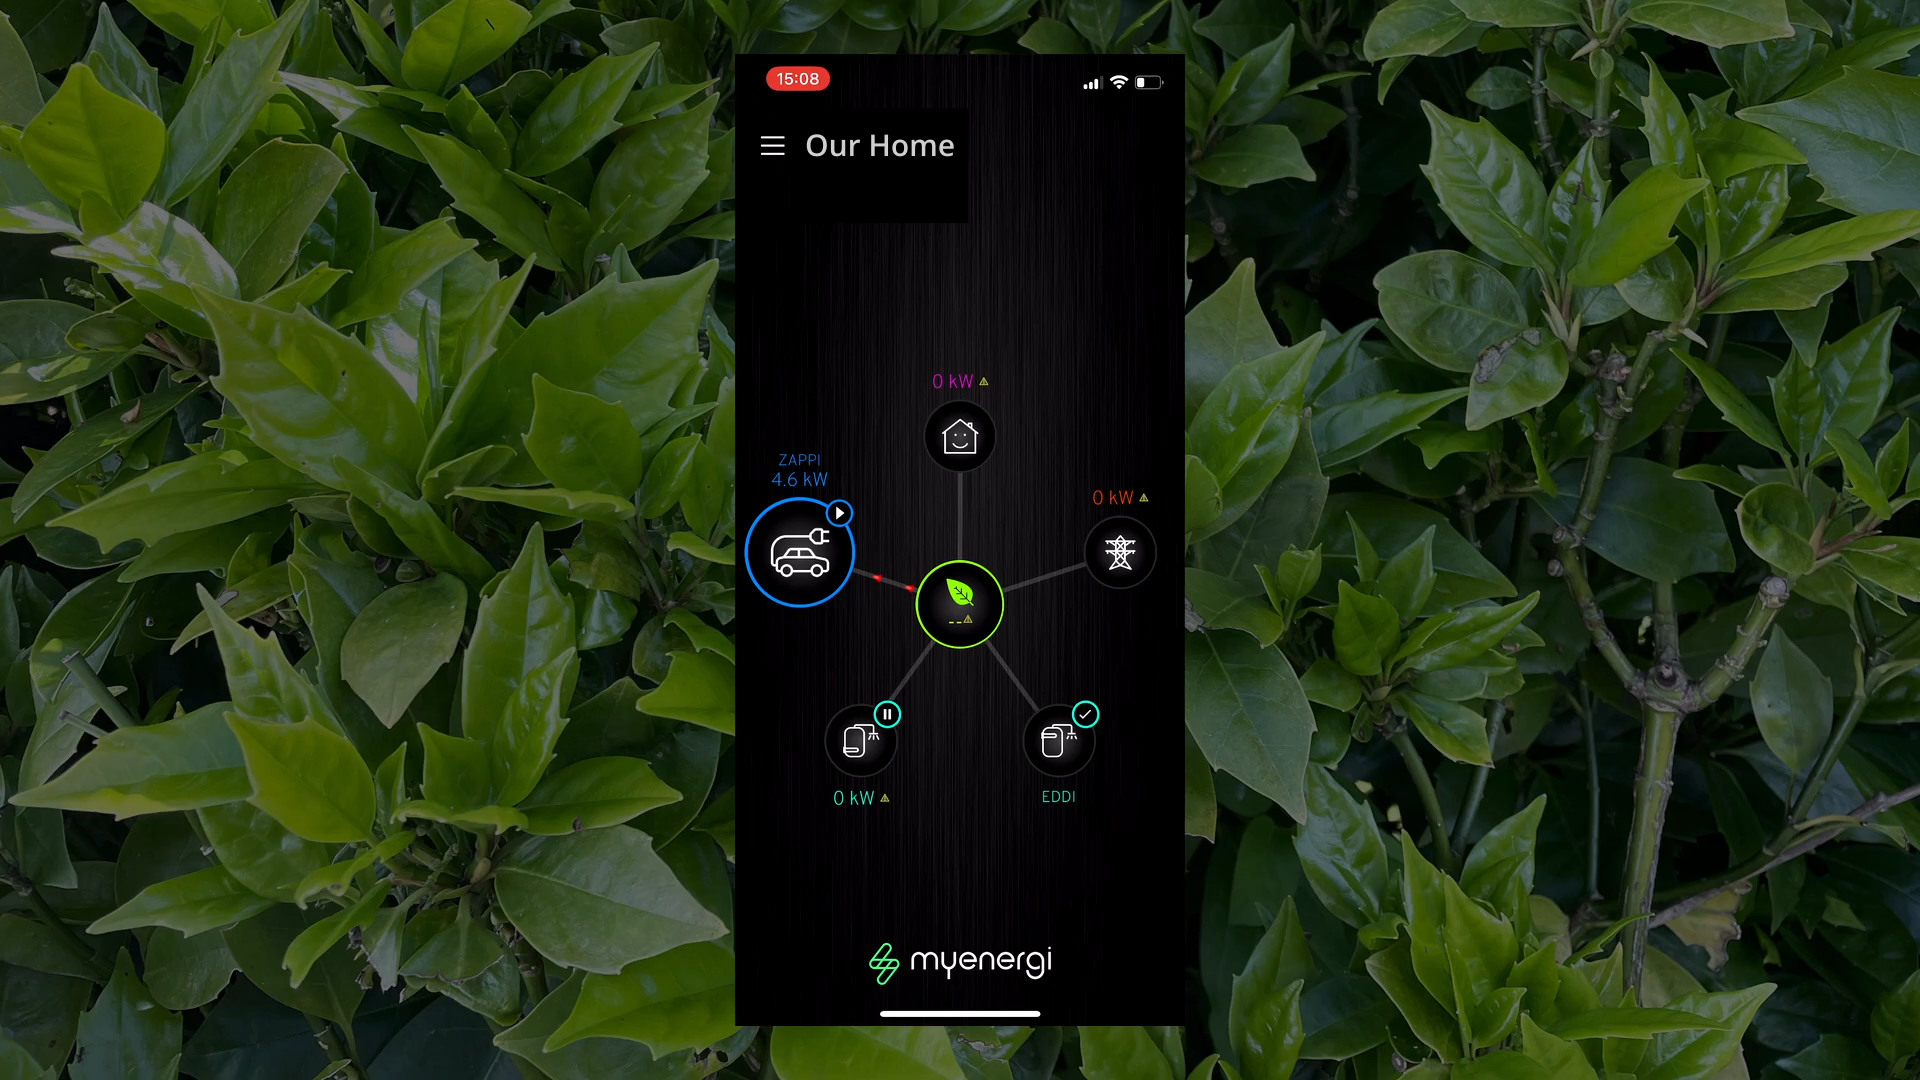 15:08
Our Home
0 kW
ZAPPI
4.6 kW
0 kW
--
0 kW
EDDI
myenergi